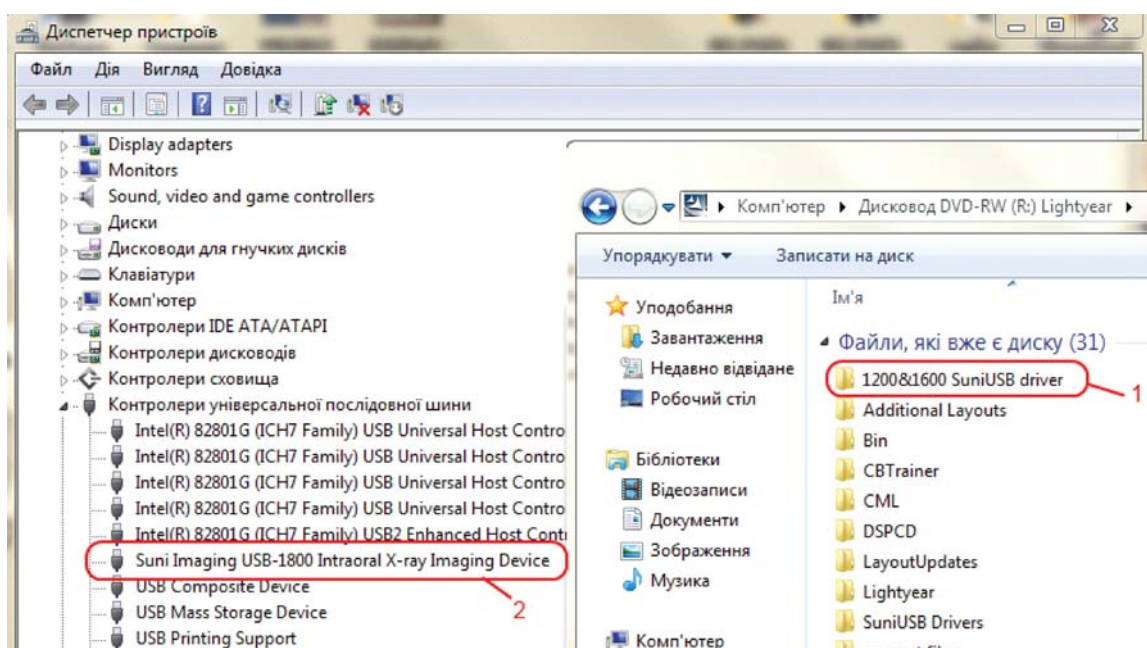 Диспетчер пристроїв
Файл Дія Вигляд Довідка
Display adapters
Monitors
Sound, video and game controllers
Диски
Дисководи для гнучких дисків
Клавіатури
Комп'ютер
Контролери IDE ATA/ATAPI
Контролери дисководів
Контролери сховища
Контролери універсальної послідовної шини
Intel(R) 82801G (ICH7 Family) USB Universal Host Contro
Intel(R) 82801G (ICH7 Family) USB Universal Host Contro
Intel(R) 82801G (ICH7 Family) USB Universal Host Contro
Intel(R) 82801G (ICH7 Family) USB Universal Host Contro
Intel(R) 82801G (ICH7 Family) USB2 Enhanced Host Cont
Suni Imaging USB-1800 Intraoral X-ray Imaging Device
2
USB Composite Device
USB Mass Storage Device
USB Printing Support
Комп'ютер Дисковод DVD-RW (R:) Lightyear
Упорядкувати Записати на диск
Уподобання
Завантаження
Недавно відвідане
Робочий стіл
Бібліотеки
Відеозаписи
Документи
Зображення
Музика
Комп'ютер
Ім'я
Файли, які вже є диску (31)
1200&1600 SuniUSB driver
1
Additional Layouts
Bin
CBTrainer
CML
DSPCD
LayoutUpdates
Lightyear
SuniUSB Drivers